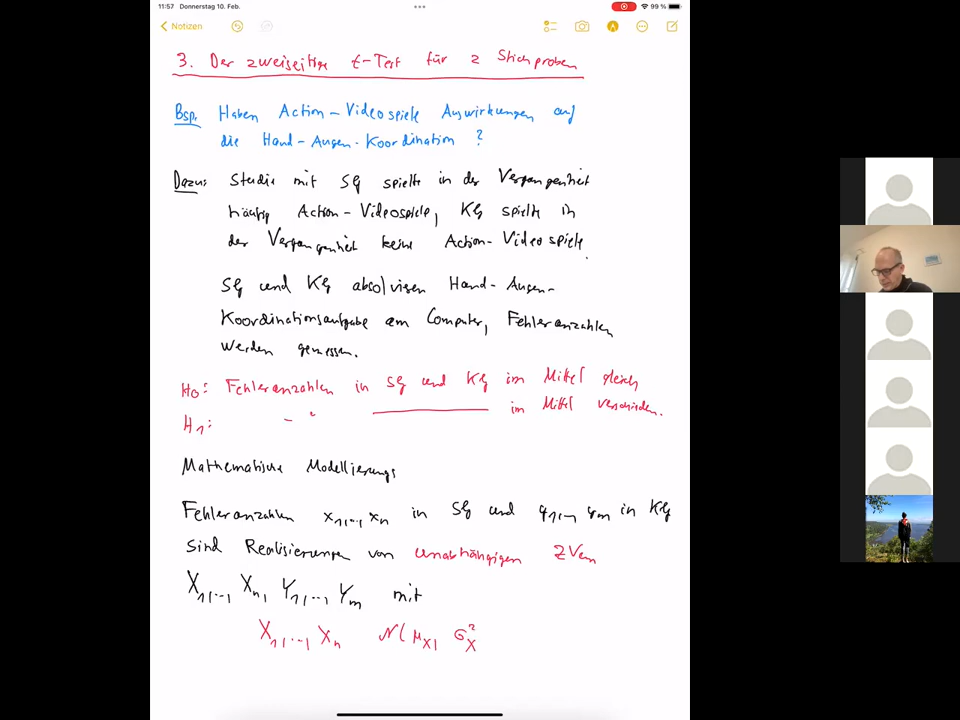 11:57 Donnerstag 10. Feb.
99 %
Notizen
3. Der zweiseitige t-Test für 2 Stichproben
Bsp. Haben Action-Videospiele Auswirkungen auf
die Hand-Augen-Koordination ?
Dazu: Studie mit SG spielte in der Vergangenheit
häufig Action-Videospiele, KG spielte in
der Vergangenheit keine Action-Videospiele.
SG und KG absolvieren Hand-Augen-
Koordinationsaufgabe am Computer, Fehleranzahlen
werden gemessen.
H0: Fehleranzahlen in SG und KG im Mittel gleich
H1: - " ——— im Mittel verschieden.
Mathematische Modellierung:
Fehleranzahlen x1,...,xn in SG und y1,...,ym in KG
sind Realisierungen von unabhängigen ZVen
X1,..., Xn, Y1,..., Ym mit
X1,..., Xn N(μX, σX²